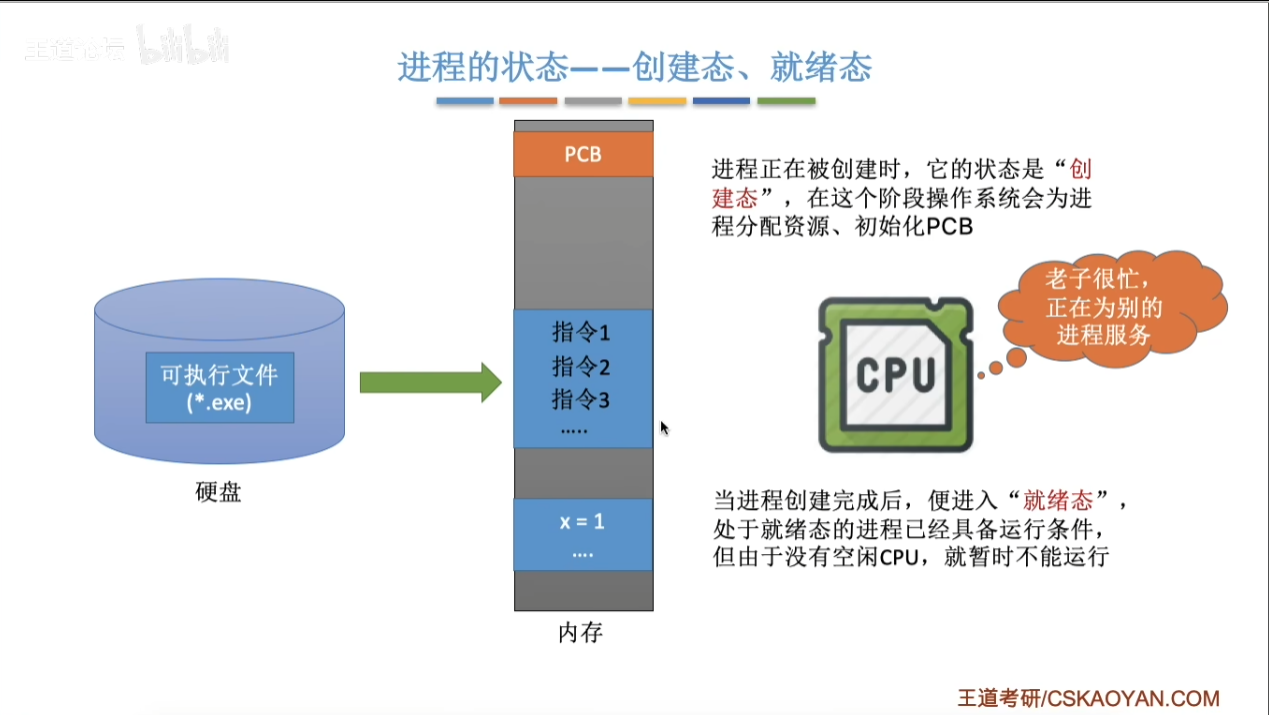 王道论坛 bilibili
进程的状态——创建态、就绪态
PCB
进程正在被创建时，它的状态是“创
建态”，在这个阶段操作系统会为进
程分配资源、初始化PCB
老子很忙，
正在为别的
进程服务
CPU
可执行文件
(*.exe)
硬盘
指令1
指令2
指令3
.....
x = 1
....
内存
当进程创建完成后，便进入“就绪态”，
处于就绪态的进程已经具备运行条件，
但由于没有空闲CPU，就暂时不能运行
王道考研/CSKAOYAN.COM